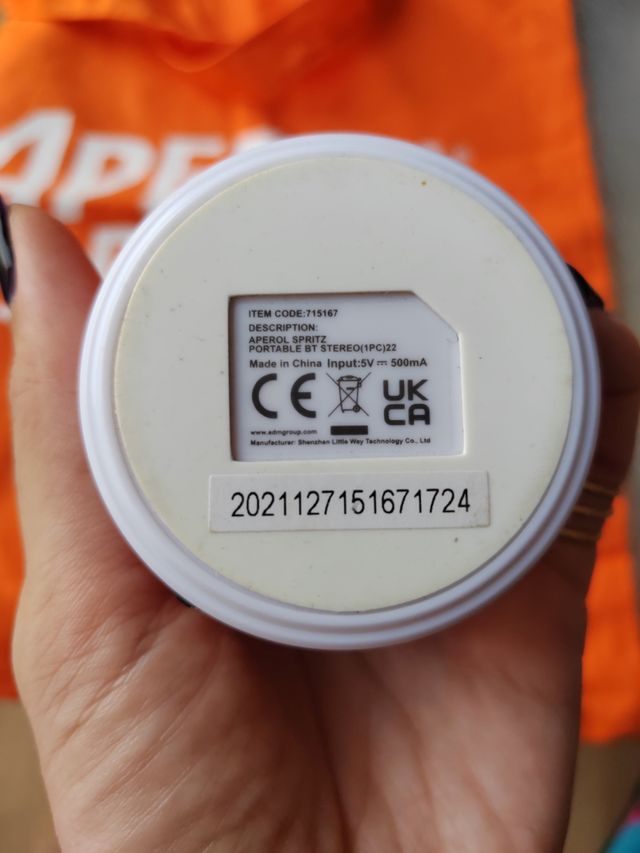 APE
ITEM CODE:715167
DESCRIPTION:
APEROL SPRITZ
PORTABLE BT STEREO(1PC)22
Made in China Input:5V⎓500mA
CE UK
CA
www.admgroup.com
Manufacturer: Shenzhen Little Way Technology Co., Ltd
2021127151671724